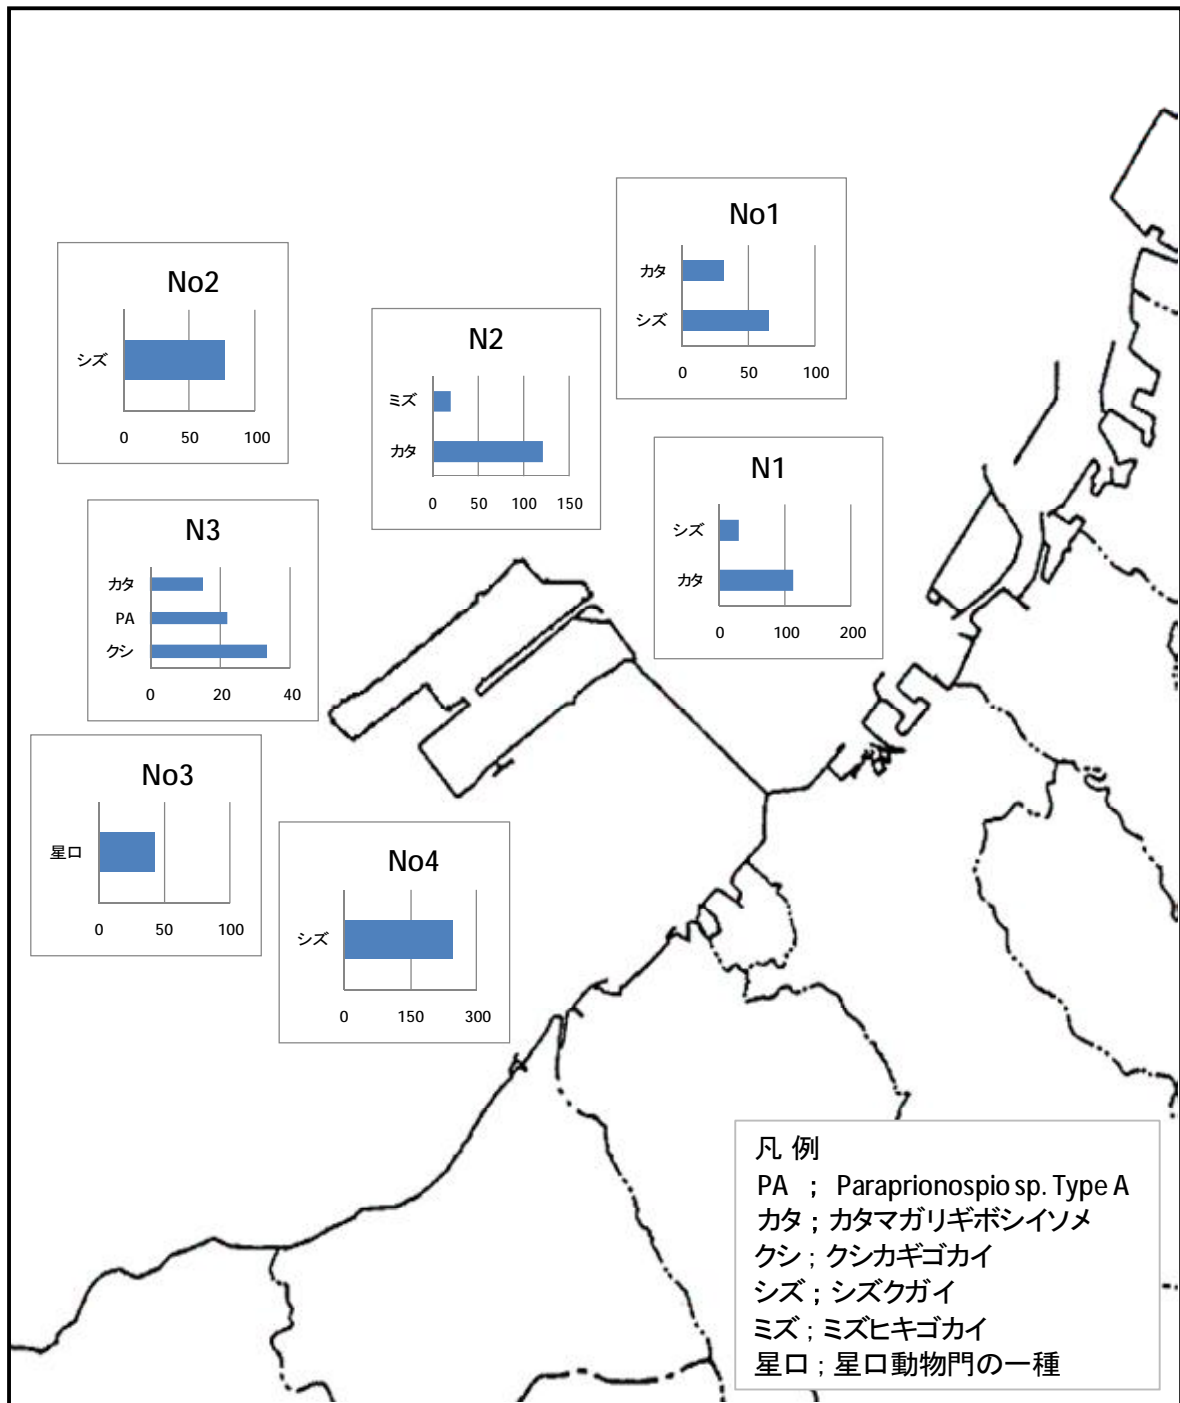 No1
カタ
シズ
0 50 100
No2
シズ
0 50 100
N2
ミズ
カタ
0 50 100 150
N1
シズ
カタ
0 100 200
N3
カタ
PA
クシ
0 20 40
No3
星口
0 50 100
No4
シズ
0 150 300
凡 例
PA ; Paraprionospio sp. Type A
カタ ; カタマガリギボシイソメ
クシ ; クシカギゴカイ
シズ ; シズクガイ
ミズ ; ミズヒキゴカイ
星口 ; 星口動物門の一種